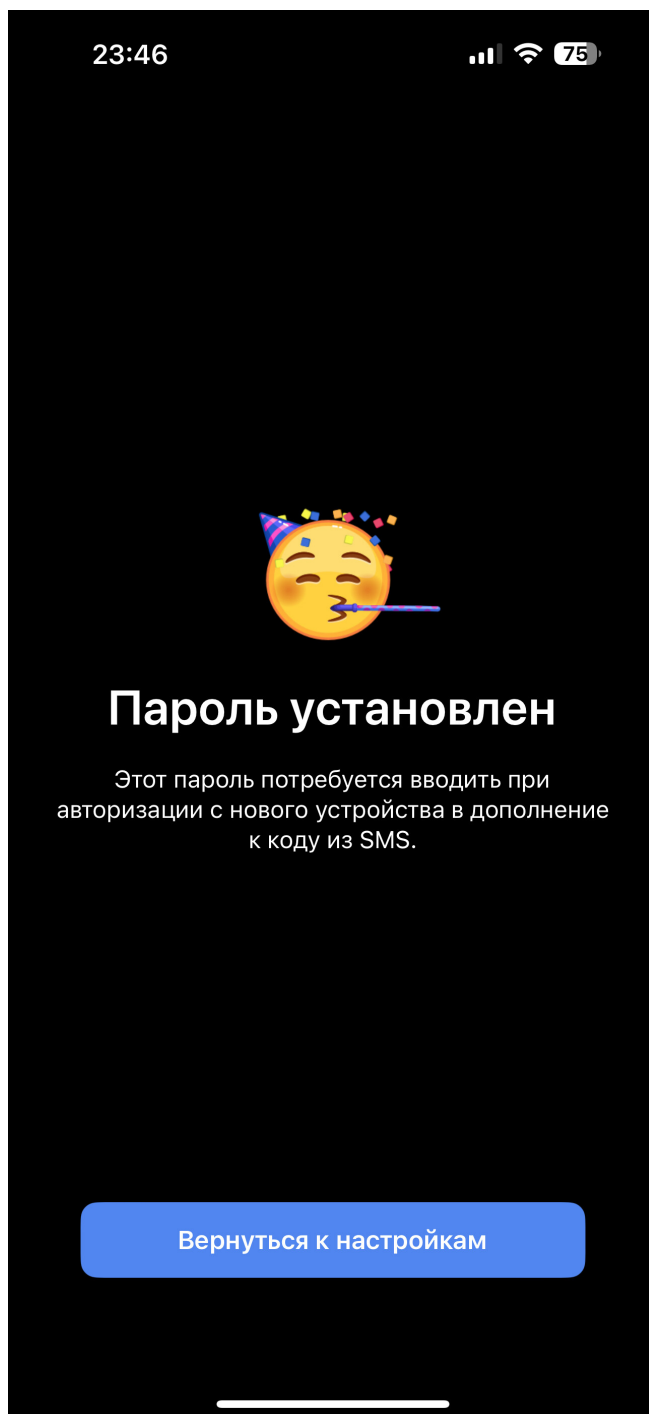 23:46
75
Пароль установлен
Этот пароль потребуется вводить при
авторизации с нового устройства в дополнение
к коду из SMS.
Вернуться к настройкам